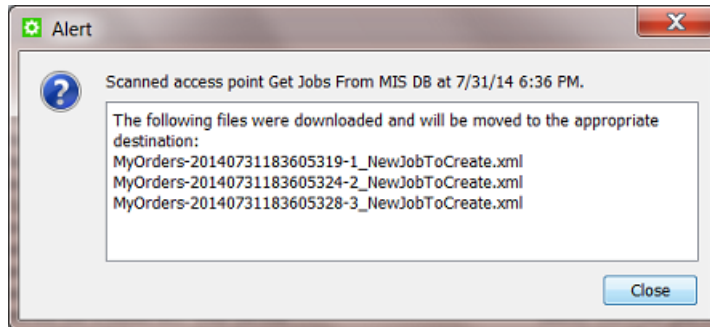 Alert
Scanned access point Get Jobs From MIS DB at 7/31/14 6:36 PM.
The following files were downloaded and will be moved to the appropriate
destination:
MyOrders-20140731183605319-1_NewJobToCreate.xml
MyOrders-20140731183605324-2_NewJobToCreate.xml
MyOrders-20140731183605328-3_NewJobToCreate.xml
Close